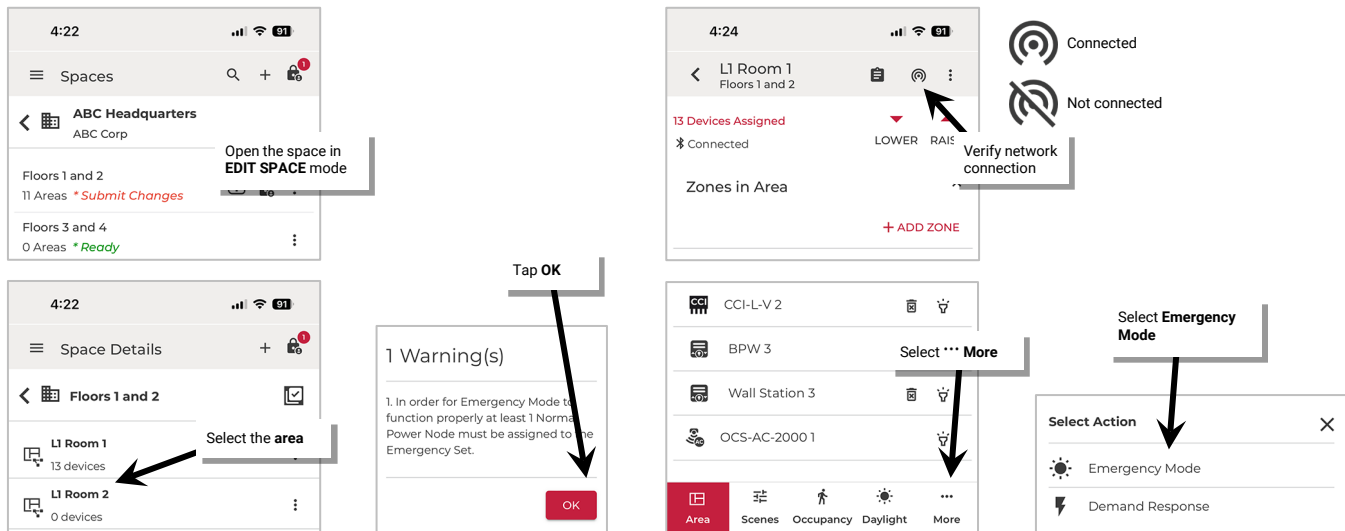 4:22
91
Spaces
1
ABC Headquarters
ABC Corp
Open the space in
EDIT SPACE mode
Floors 1 and 2
11 Areas * Submit Changes
Floors 3 and 4
0 Areas * Ready
4:24
91
L1 Room 1
Floors 1 and 2
13 Devices Assigned
Connected
LOWER
Verify network
connection
Zones in Area
+ ADD ZONE
Connected
Not connected
4:22
91
Space Details
1
Floors 1 and 2
L1 Room 1
13 devices
L1 Room 2
0 devices
Select the area
Tap OK
1 Warning(s)
1. In order for Emergency Mode to
function properly at least 1 Normal
Power Node must be assigned to the
Emergency Set.
OK
CCI
CCI-L-V 2
BPW 3
Wall Station 3
AC
OCS-AC-2000 1
Select ••• More
Area
Scenes
Occupancy
Daylight
More
Select Emergency
Mode
Select Action
Emergency Mode
Demand Response